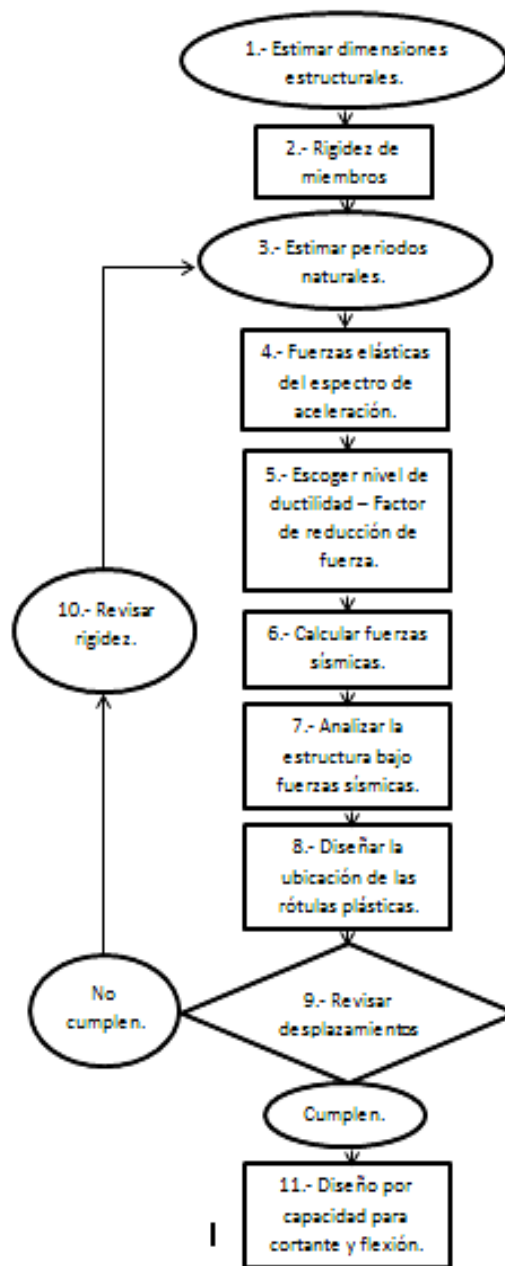 1.- Estimar dimensiones
estructurales.
2.- Rigidez de
miembros
3.- Estimar periodos
naturales.
4.- Fuerzas elásticas
del espectro de
aceleración.
5.- Escoger nivel de
ductilidad – Factor
de reducción de
fuerza.
10.- Revisar
rigidez.
6.- Calcular fuerzas
sísmicas.
7.- Analizar la
estructura bajo
fuerzas sísmicas.
8.- Diseñar la
ubicación de las
rótulas plásticas.
No
cumplen.
9.- Revisar
desplazamientos
Cumplen.
11.- Diseño por
capacidad para
cortante y flexión.